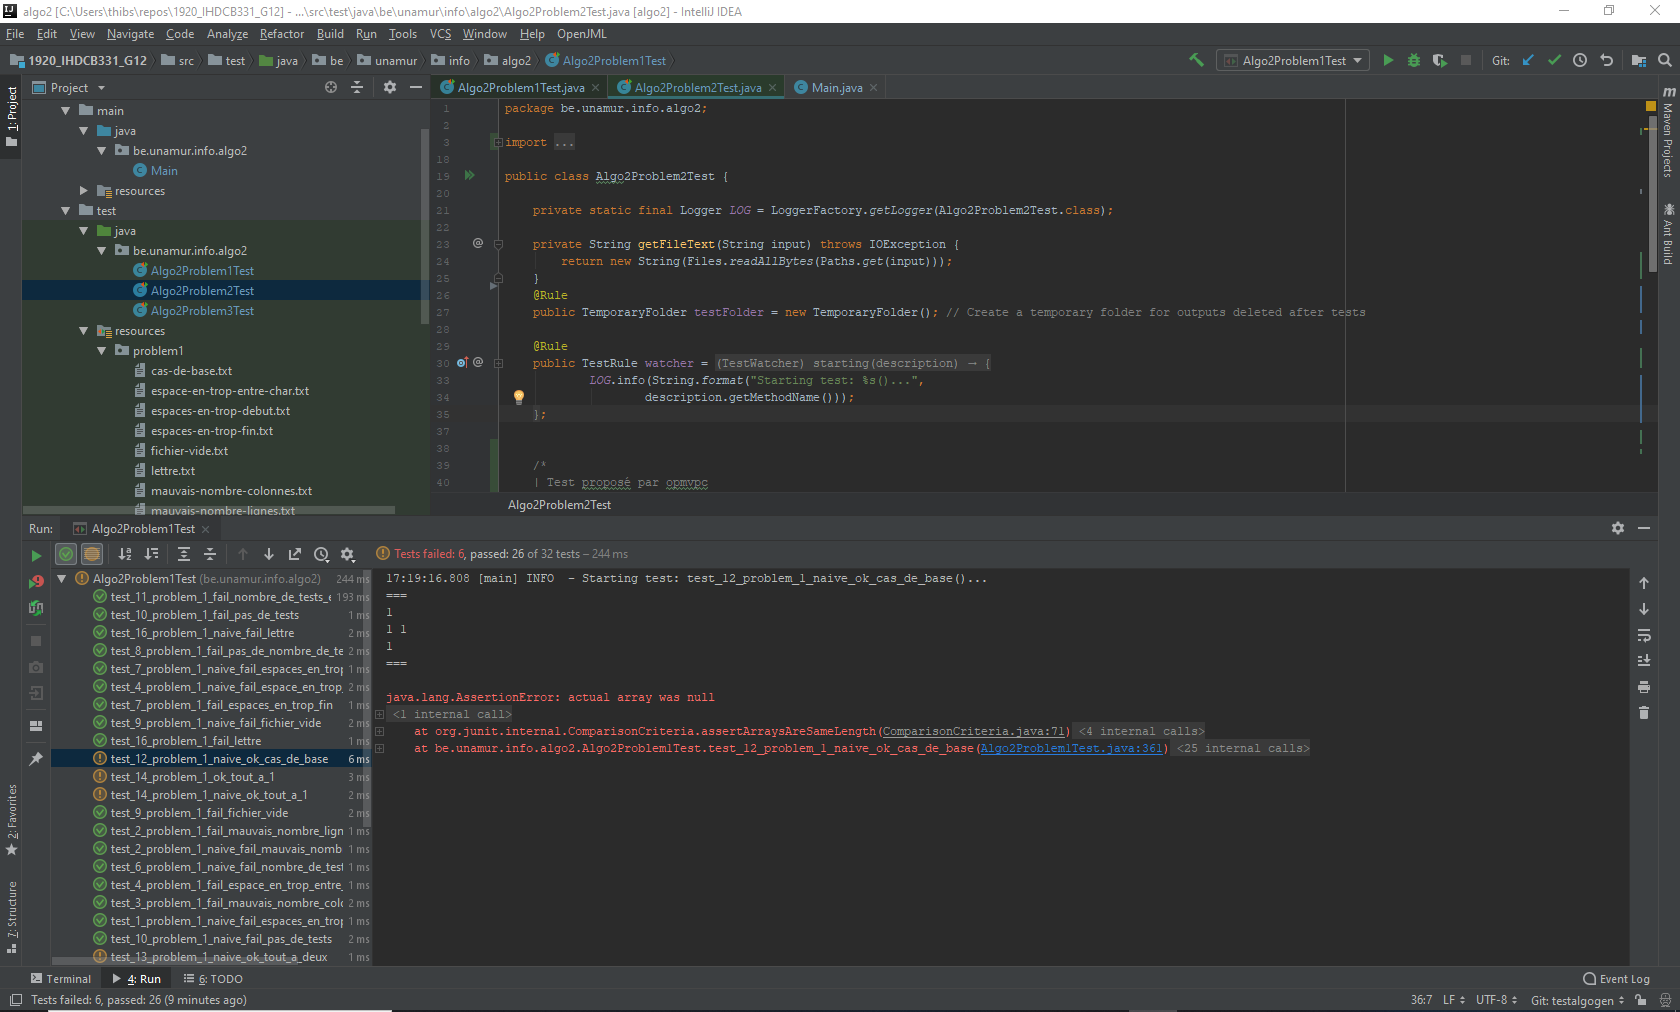 algo2 [C:\Users\thibs\repos\1920_IHDCB331_G12] - ...\src\test\java\be\unamur\info\algo2\Algo2Problem2Test.java [algo2] - IntelliJ IDEA
File Edit View Navigate Code Analyze Refactor Build Run Tools VCS Window Help OpenJML
1920_IHDCB331_G12 src test java be unamur info algo2 Algo2Problem1Test
Algo2Problem1Test Git:
Project
1: Project
main
java
be.unamur.info.algo2
Main
resources
test
java
be.unamur.info.algo2
Algo2Problem1Test
Algo2Problem2Test
Algo2Problem3Test
resources
problem1
cas-de-base.txt
espace-en-trop-entre-char.txt
espaces-en-trop-debut.txt
espaces-en-trop-fin.txt
fichier-vide.txt
lettre.txt
mauvais-nombre-colonnes.txt
mauvais-nombre-lignes.txt
Algo2Problem1Test.java Algo2Problem2Test.java Main.java
1 package be.unamur.info.algo2;
2
3 import ...
18
19 public class Algo2Problem2Test {
20
21 private static final Logger LOG = LoggerFactory.getLogger(Algo2Problem2Test.class);
22
23 @ private String getFileText(String input) throws IOException {
24 return new String(Files.readAllBytes(Paths.get(input)));
25 }
26 @Rule
27 public TemporaryFolder testFolder = new TemporaryFolder(); // Create a temporary folder for outputs deleted after tests
28
29 @Rule
30 @ public TestRule watcher = (TestWatcher) starting(description) → {
33 LOG.info(String.format("Starting test: %s()...",
34 description.getMethodName()));
35 };
37
38
39 /*
40 | Test proposé par opmvpc
Algo2Problem2Test
Maven Projects
Ant Build
Run: Algo2Problem1Test
Tests failed: 6, passed: 26 of 32 tests – 244 ms
Algo2Problem1Test (be.unamur.info.algo2) 244 ms
test_11_problem_1_fail_nombre_de_tests_e 193 ms
test_10_problem_1_fail_pas_de_tests 1 ms
test_16_problem_1_naive_fail_lettre 2 ms
test_8_problem_1_fail_pas_de_nombre_de_te 2 ms
test_7_problem_1_naive_fail_espaces_en_trop 1 ms
test_4_problem_1_naive_fail_espace_en_trop_ 2 ms
test_7_problem_1_fail_espaces_en_trop_fin 1 ms
test_9_problem_1_naive_fail_fichier_vide 2 ms
test_16_problem_1_fail_lettre 1 ms
test_12_problem_1_naive_ok_cas_de_base 6 ms
test_14_problem_1_ok_tout_a_1 3 ms
test_14_problem_1_naive_ok_tout_a_1 2 ms
test_9_problem_1_fail_fichier_vide 2 ms
test_2_problem_1_fail_mauvais_nombre_lign 1 ms
test_2_problem_1_naive_fail_mauvais_nomb 1 ms
test_6_problem_1_naive_fail_nombre_de_test 1 ms
test_4_problem_1_fail_espace_en_trop_entre_ 1 ms
test_3_problem_1_fail_mauvais_nombre_colo 2 ms
test_1_problem_1_naive_fail_espaces_en_trop 1 ms
test_10_problem_1_naive_fail_pas_de_tests 2 ms
test_13_problem_1_naive_ok_tout_a_deux 1 ms
17:19:16.808 [main] INFO - Starting test: test_12_problem_1_naive_ok_cas_de_base()...
===
1
1 1
1
===
java.lang.AssertionError: actual array was null
<1 internal call>
at org.junit.internal.ComparisonCriteria.assertArraysAreSameLength(ComparisonCriteria.java:71) <4 internal calls>
at be.unamur.info.algo2.Algo2Problem1Test.test_12_problem_1_naive_ok_cas_de_base(Algo2Problem1Test.java:361) <25 internal calls>
2: Favorites
7: Structure
Terminal 4: Run 6: TODO Event Log
Tests failed: 6, passed: 26 (9 minutes ago) 36:7 LF UTF-8 Git: testalgogen